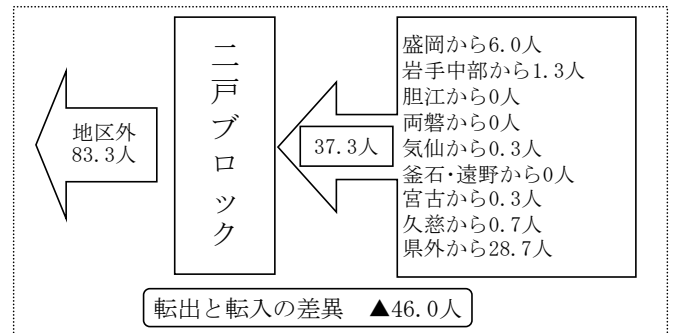 地区外
83.3人
二戸ブロック
37.3人
盛岡から6.0人
岩手中部から1.3人
胆江から0人
両磐から0人
気仙から0.3人
釜石・遠野から0人
宮古から0.3人
久慈から0.7人
県外から28.7人
転出と転入の差異　▲46.0人